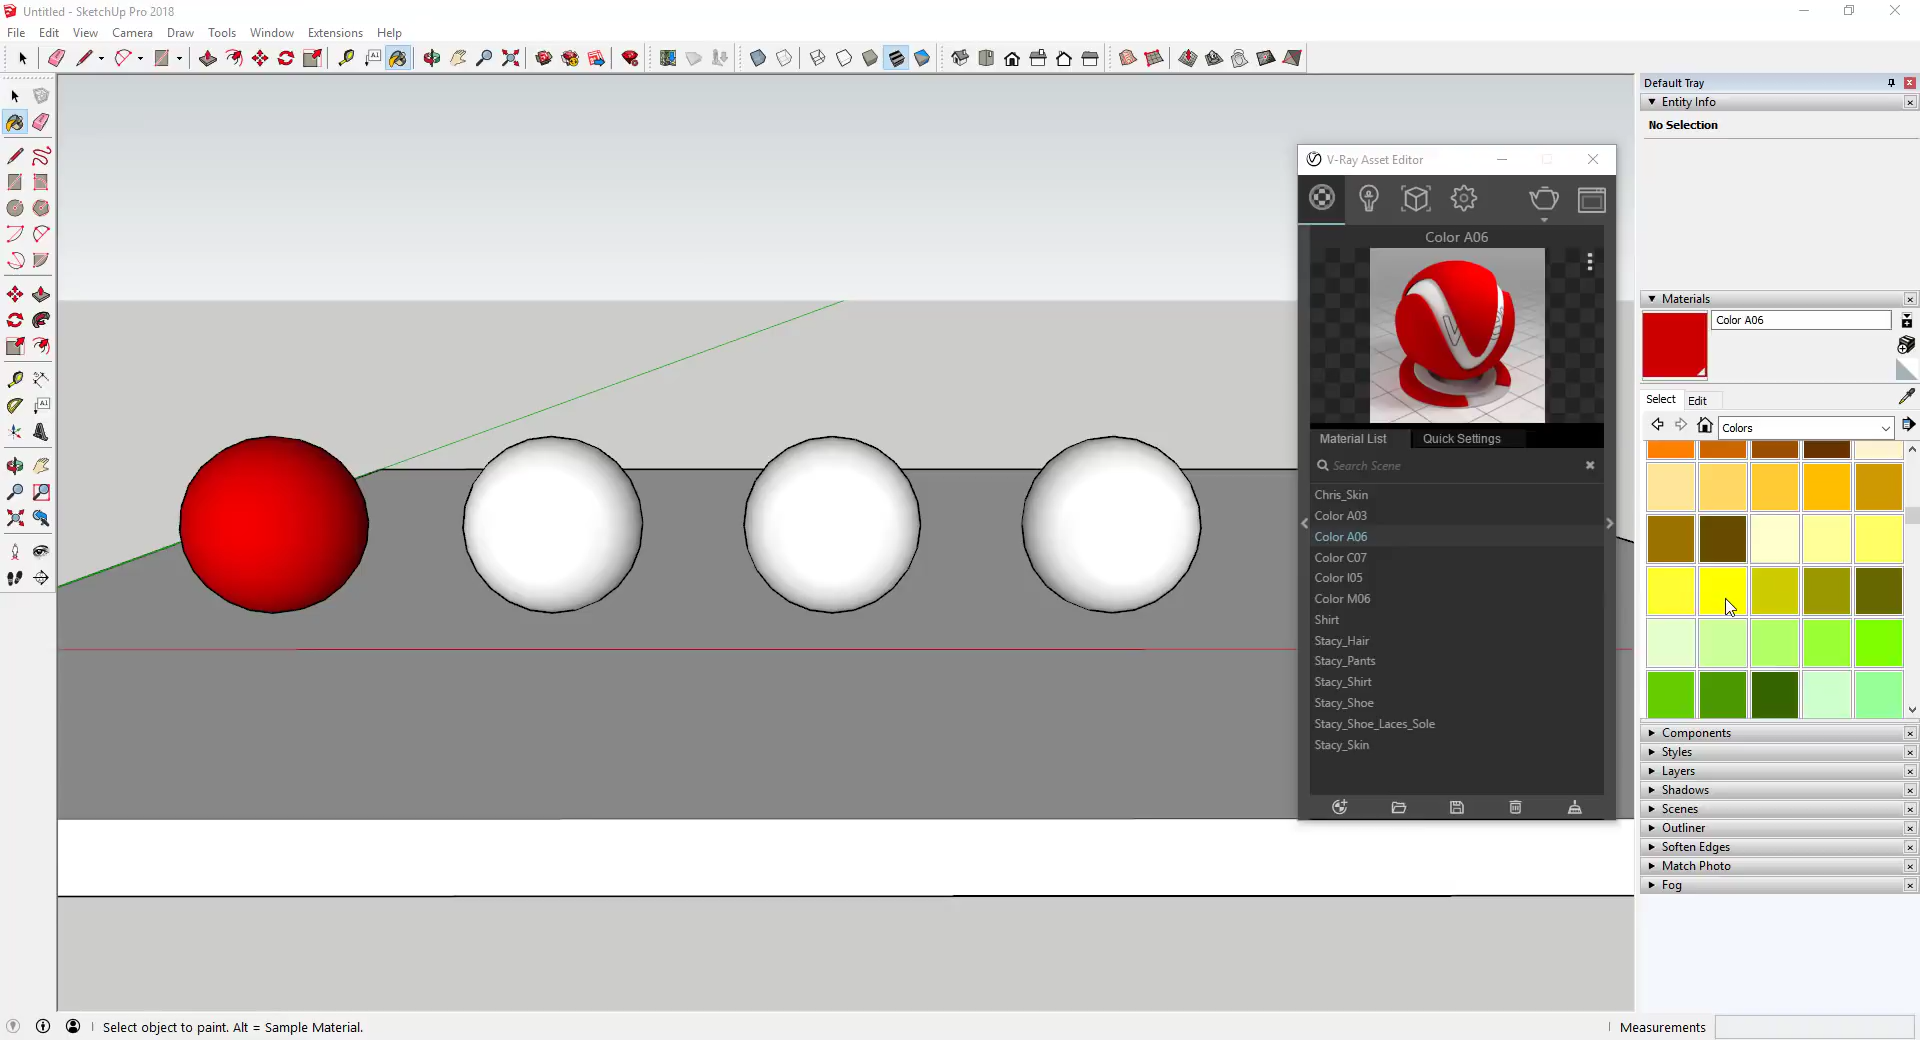 Untitled - SketchUp Pro 2018
File Edit View Camera Draw Tools Window Extensions Help
Default Tray
Entity Info
No Selection
V-Ray Asset Editor
Color A06
Material List Quick Settings
Search Scene
Chris_Skin
Color A03
Color A06
Color C07
Color I05
Color M06
Shirt
Stacy_Hair
Stacy_Pants
Stacy_Shirt
Stacy_Shoe
Stacy_Shoe_Laces_Sole
Stacy_Skin
Materials
Color A06
Select Edit
Colors
Components
Styles
Layers
Shadows
Scenes
Outliner
Soften Edges
Match Photo
Fog
Select object to paint. Alt = Sample Material.
Measurements